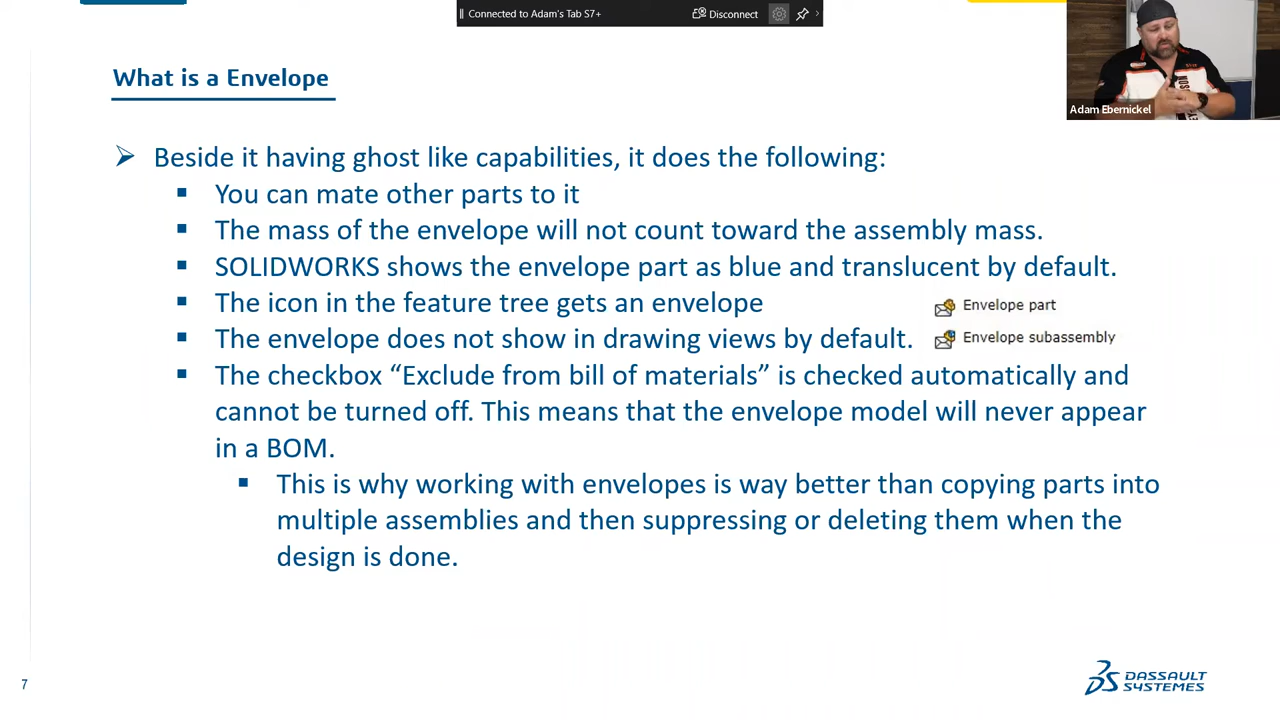 Connected to Adam's Tab S7+
Disconnect
What is a Envelope
Adam Ebernickel
Beside it having ghost like capabilities, it does the following:
You can mate other parts to it
The mass of the envelope will not count toward the assembly mass.
SOLIDWORKS shows the envelope part as blue and translucent by default.
The icon in the feature tree gets an envelope
Envelope part
The envelope does not show in drawing views by default.
Envelope subassembly
The checkbox “Exclude from bill of materials” is checked automatically and
cannot be turned off. This means that the envelope model will never appear
in a BOM.
This is why working with envelopes is way better than copying parts into
multiple assemblies and then suppressing or deleting them when the
design is done.
7
DASSAULT
SYSTEMES